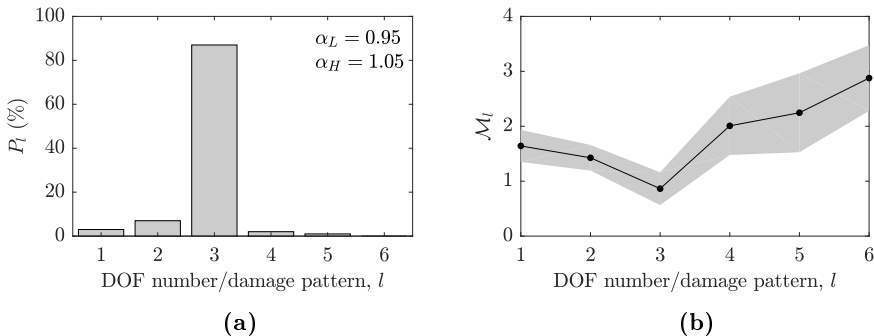 100
80
60
40
20
0
P_l (%)
α_L = 0.95
α_H = 1.05
1 2 3 4 5 6
DOF number/damage pattern, l
(a)
4
3
2
1
0
ℳ_l
1 2 3 4 5 6
DOF number/damage pattern, l
(b)